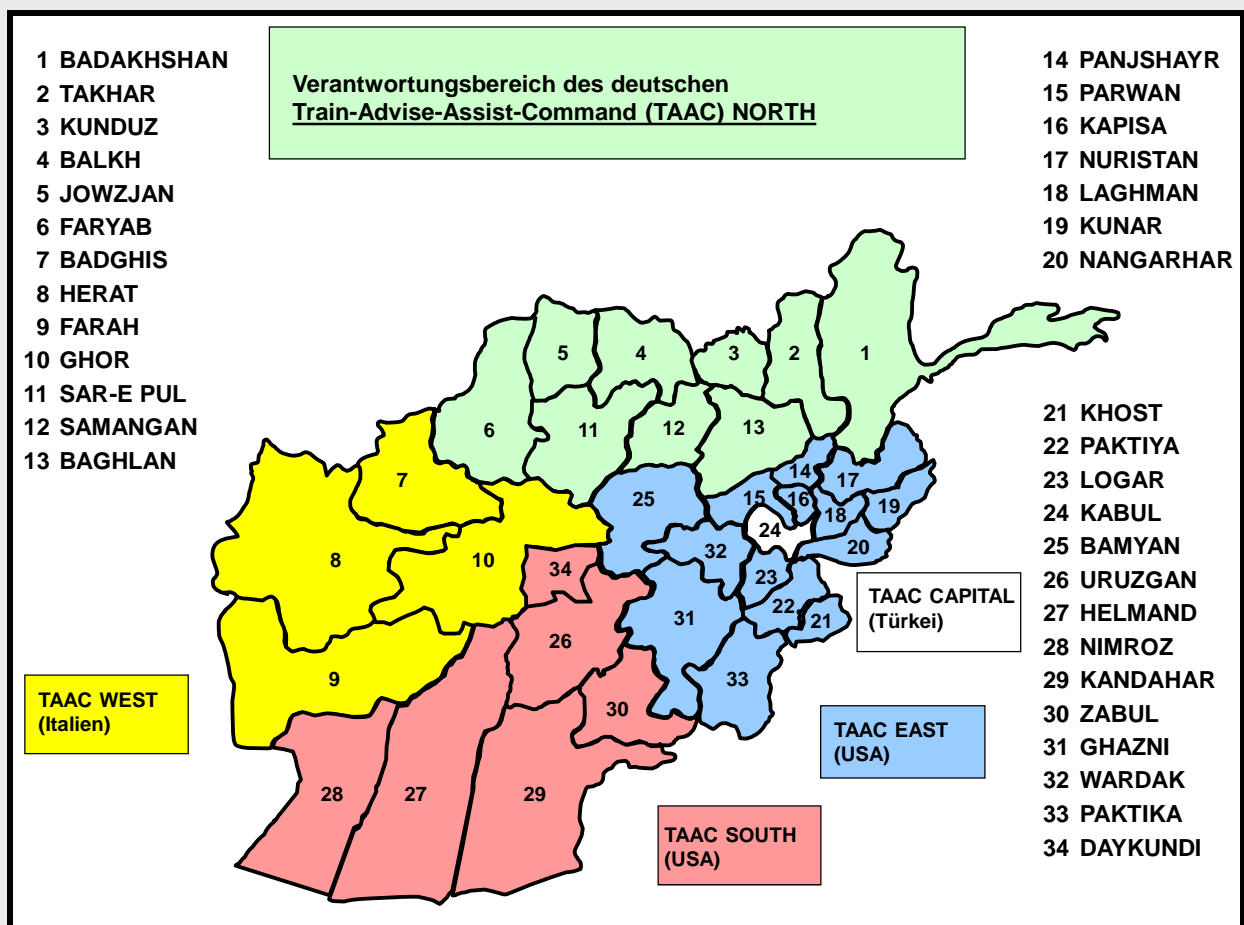 1 BADAKHSHAN
2 TAKHAR
3 KUNDUZ
4 BALKH
5 JOWZJAN
6 FARYAB
7 BADGHIS
8 HERAT
9 FARAH
10 GHOR
11 SAR-E PUL
12 SAMANGAN
13 BAGHLAN
Verantwortungsbereich des deutschen
Train-Advise-Assist-Command (TAAC) NORTH
14 PANJSHAYR
15 PARWAN
16 KAPISA
17 NURISTAN
18 LAGHMAN
19 KUNAR
20 NANGARHAR
21 KHOST
22 PAKTIYA
23 LOGAR
24 KABUL
25 BAMYAN
26 URUZGAN
27 HELMAND
28 NIMROZ
29 KANDAHAR
30 ZABUL
31 GHAZNI
32 WARDAK
33 PAKTIKA
34 DAYKUNDI
5
4
3
2
1
6
11
12
13
7
25
14
17
15
16
18
19
24
20
8
10
34
32
23
22
21
31
26
9
33
30
28
27
29
TAAC CAPITAL
(Türkei)
TAAC WEST
(Italien)
TAAC EAST
(USA)
TAAC SOUTH
(USA)